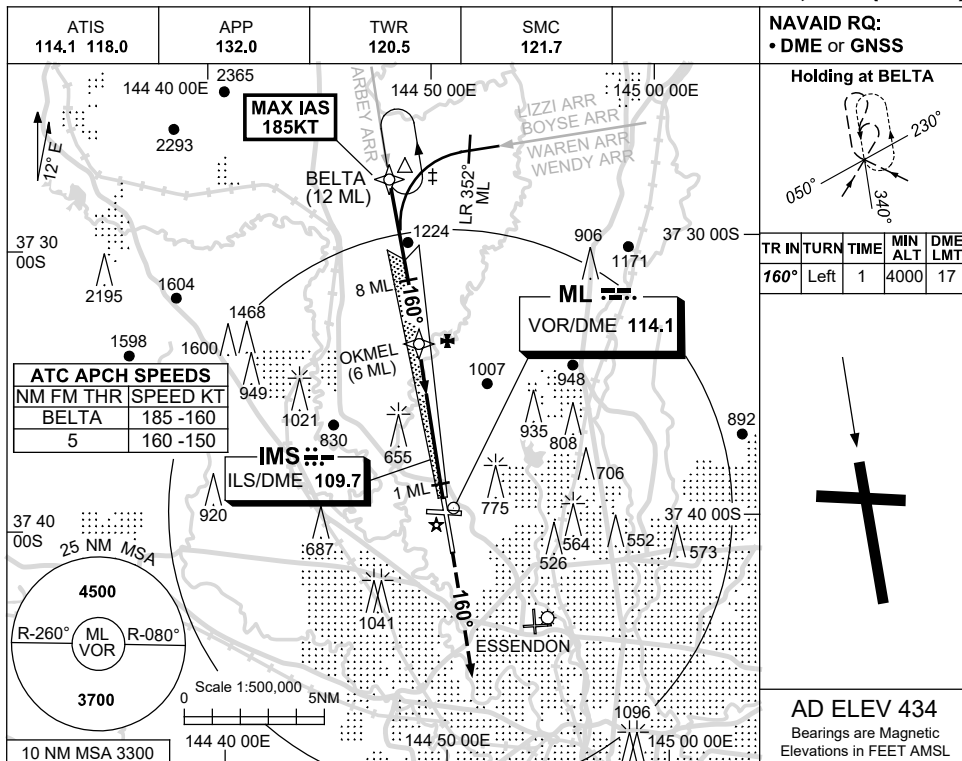 ATIS
114.1 118.0
APP
132.0
TWR
120.5
SMC
121.7
NAVAID RQ:
• DME or GNSS
Holding at BELTA
230°
050°
340°
TR IN TURN TIME MIN ALT DME LMT
160° Left 1 4000 17
144 40 00E
2365
144 50 00E
145 00 00E
MAX IAS
185KT
ARBEY ARR
LIZZI ARR
BOYSE ARR
WAREN ARR
WENDY ARR
2293
12° E
BELTA
(12 ML)
‡
LR 352°
ML
37 30
00S
1224
906
37 30 00S
1171
2195
1604
8 ML
160°
ML
VOR/DME 114.1
1468
1600
1598
949
OKMEL
(6 ML)
1007
948
ATC APCH SPEEDS
NM FM THR SPEED KT
BELTA 185 -160
5 160 -150
1021
830
655
935
808
892
IMS
ILS/DME 109.7
706
1 ML
775
920
687
37 40 00S
37 40
00S
564
526
552
573
25 NM MSA
4500
R-260°
ML
VOR
R-080°
3700
1041
160°
ESSENDON
Scale 1:500,000
0 5NM
1096
10 NM MSA 3300
144 40 00E
144 50 00E
145 00 00E
AD ELEV 434
Bearings are Magnetic
Elevations in FEET AMSL